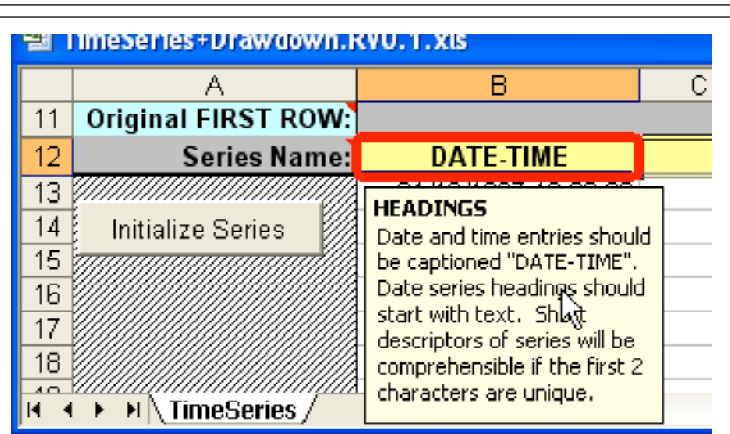 TimeSeries+Drawdown.RV0.1.xls
A B C
11 Original FIRST ROW:
12 Series Name: DATE-TIME
13
14 Initialize Series
15
16
17
18
HEADINGS
Date and time entries should
be captioned "DATE-TIME".
Date series headings should
start with text. Short
descriptors of series will be
comprehensible if the first 2
characters are unique.
TimeSeries